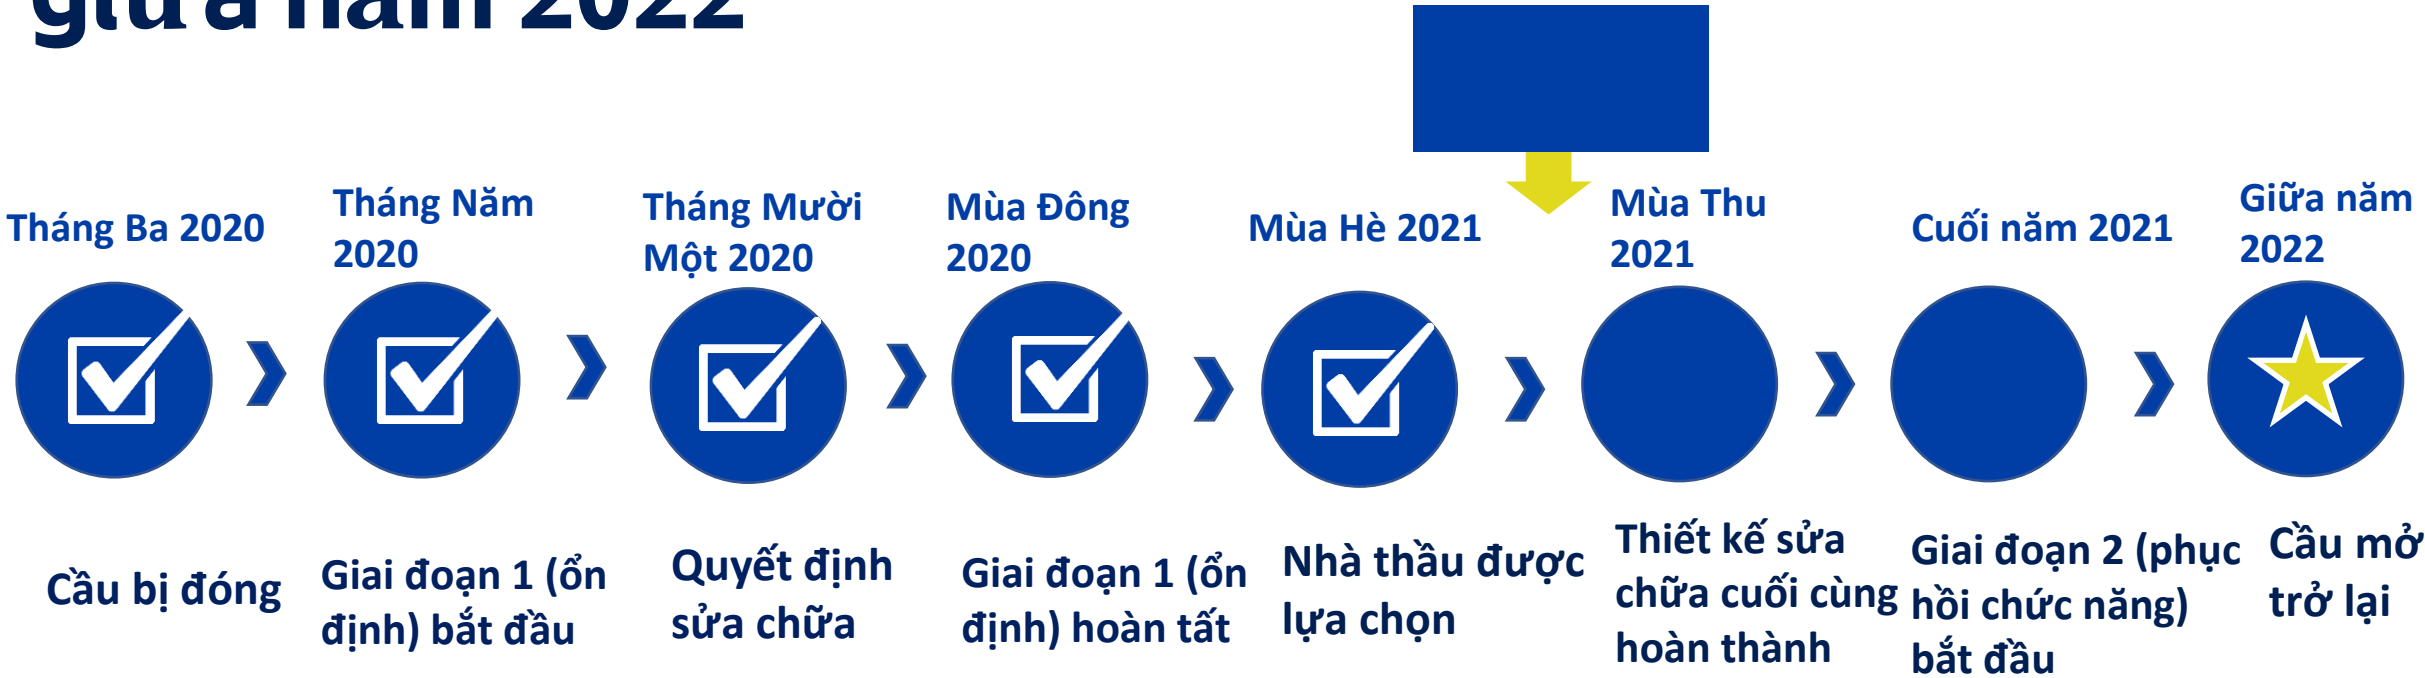 giữa năm 2022
Tháng Ba 2020
Tháng Năm
2020
Tháng Mười
Một 2020
Mùa Đông
2020
Mùa Hè 2021
Mùa Thu
2021
Cuối năm 2021
Giữa năm
2022
Cầu bị đóng
Giai đoạn 1 (ổn
định) bắt đầu
Quyết định
sửa chữa
Giai đoạn 1 (ổn
định) hoàn tất
Nhà thầu được
lựa chọn
Thiết kế sửa
chữa cuối cùng
hoàn thành
Giai đoạn 2 (phục
hồi chức năng)
bắt đầu
Cầu mở
trở lại